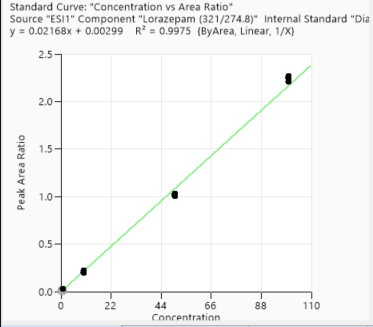 Standard Curve: "Concentration vs Area Ratio"
Source "ESI1" Component "Lorazepam (321/274.8)" Internal Standard "Dia
y = 0.02168x + 0.00299 R² = 0.9975 (ByArea, Linear, 1/X)
2.5
2.0
1.5
1.0
0.5
0.0
Peak Area Ratio
0 22 44 66 88 110
Concentration